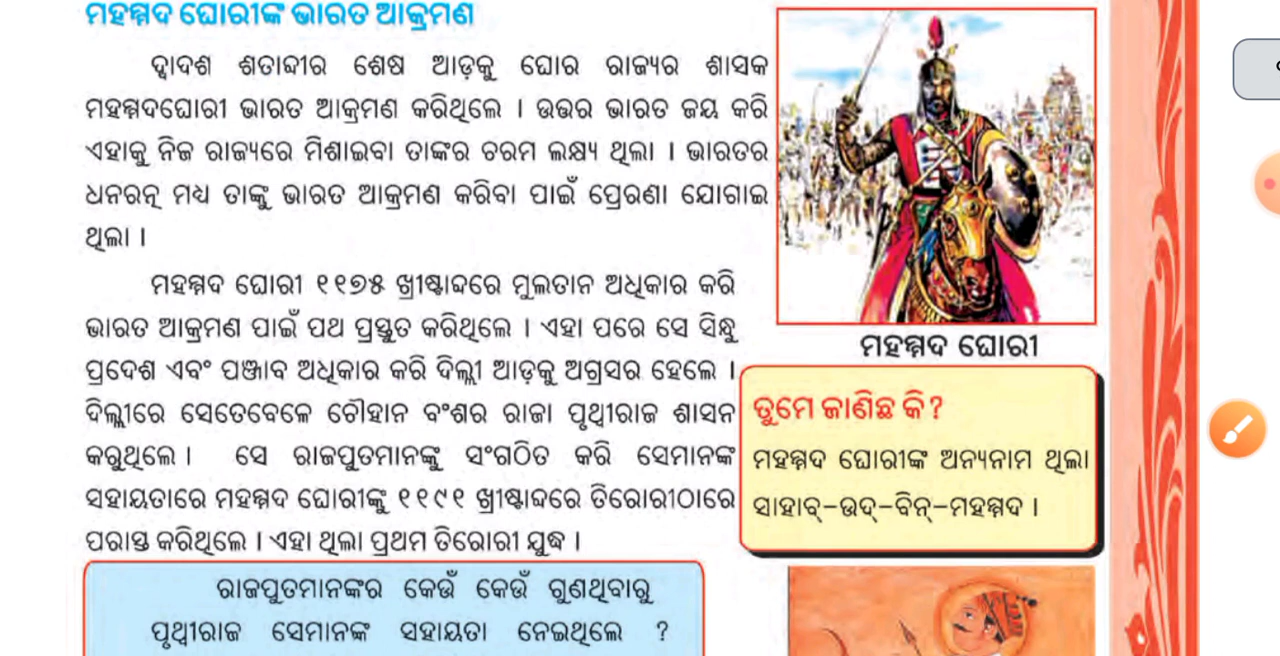 ମହମ୍ମଦ ଘୋରୀଙ୍କ ଭାରତ ଆକ୍ରମଣ
ଦ୍ୱାଦଶ ଶତାବ୍ଦୀର ଶେଷ ଆଡ଼କୁ ଘୋର ରାଜ୍ୟର ଶାସକ
ମହମ୍ମଦଘୋରୀ ଭାରତ ଆକ୍ରମଣ କରିଥିଲେ । ଉତ୍ତର ଭାରତ ଜୟ କରି
ଏହାକୁ ନିଜ ରାଜ୍ୟରେ ମିଶାଇବା ତାଙ୍କର ଚରମ ଲକ୍ଷ୍ୟ ଥିଲା । ଭାରତର
ଧନରତ୍ନ ମଧ୍ୟ ତାଙ୍କୁ ଭାରତ ଆକ୍ରମଣ କରିବା ପାଇଁ ପ୍ରେରଣା ଯୋଗାଇ
ଥିଲା ।
ମହମ୍ମଦ ଘୋରୀ ୧୧୭୫ ଖ୍ରୀଷ୍ଟାବ୍ଦରେ ମୁଲତାନ ଅଧିକାର କରି
ଭାରତ ଆକ୍ରମଣ ପାଇଁ ପଥ ପ୍ରସ୍ତୁତ କରିଥିଲେ । ଏହା ପରେ ସେ ସିନ୍ଧୁ
ପ୍ରଦେଶ ଏବଂ ପଞ୍ଜାବ ଅଧିକାର କରି ଦିଲ୍ଲୀ ଆଡ଼କୁ ଅଗ୍ରସର ହେଲେ ।
ଦିଲ୍ଲୀରେ ସେତେବେଳେ ଚୌହାନ ବଂଶର ରାଜା ପୃଥ୍ୱୀରାଜ ଶାସନ
କରୁଥିଲେ । ସେ ରାଜପୁତମାନଙ୍କୁ ସଂଗଠିତ କରି ସେମାନଙ୍କ
ସହାୟତାରେ ମହମ୍ମଦ ଘୋରୀଙ୍କୁ ୧୧୯୧ ଖ୍ରୀଷ୍ଟାବ୍ଦରେ ତିରୋରୀଠାରେ
ପରାସ୍ତ କରିଥିଲେ । ଏହା ଥିଲା ପ୍ରଥମ ତିରୋରୀ ଯୁଦ୍ଧ ।
ରାଜପୁତମାନଙ୍କର କେଉଁ କେଉଁ ଗୁଣଥିବାରୁ
ପୃଥ୍ୱୀରାଜ ସେମାନଙ୍କ ସହାୟତା ନେଇଥିଲେ ?
ମହମ୍ମଦ ଘୋରୀ
ତୁମେ ଜାଣିଛ କି ?
ମହମ୍ମଦ ଘୋରୀଙ୍କ ଅନ୍ୟନାମ ଥିଲା
ସାହାବ୍-ଉଦ୍-ବିନ୍-ମହମ୍ମଦ ।